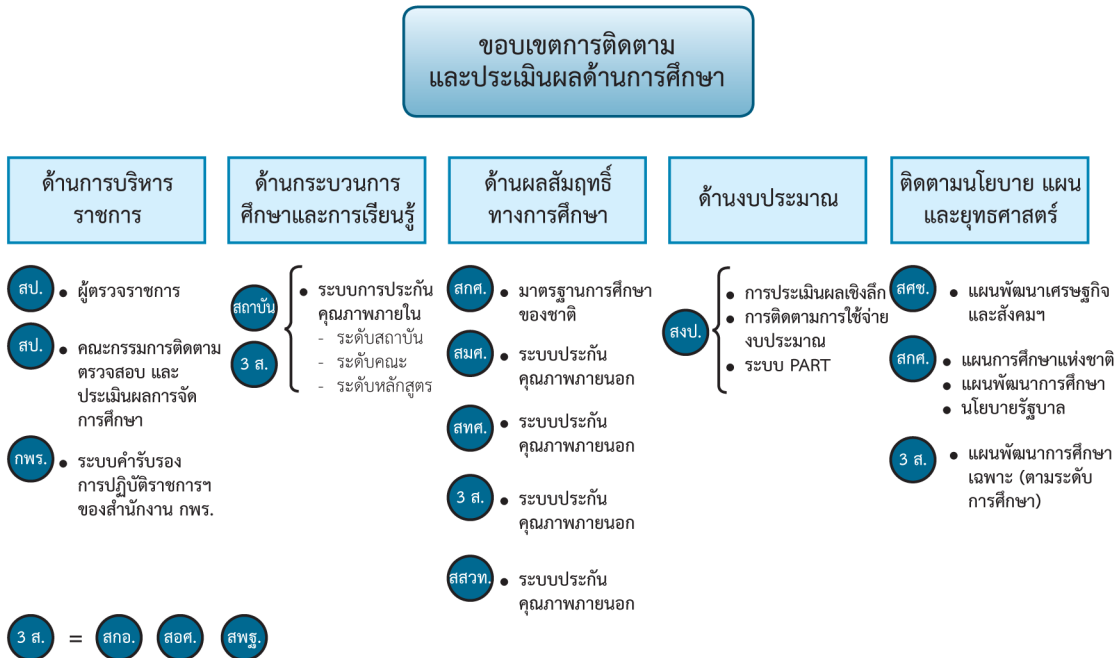 ขอบเขตการติดตาม
และประเมินผลด้านการศึกษา
ด้านการบริหาร
ราชการ
สป.
• ผู้ตรวจราชการ
สป.
• คณะกรรมการติดตาม
ตรวจสอบ และ
ประเมินผลการจัด
การศึกษา
กพร.
• ระบบคำรับรอง
การปฏิบัติราชการฯ
ของสำนักงาน กพร.
ด้านกระบวนการ
ศึกษาและการเรียนรู้
สถาบัน
3 ส.
• ระบบการประกัน
คุณภาพภายใน
- ระดับสถาบัน
- ระดับคณะ
- ระดับหลักสูตร
ด้านผลสัมฤทธิ์
ทางการศึกษา
สกศ.
• มาตรฐานการศึกษา
ของชาติ
สมศ.
• ระบบประกัน
คุณภาพภายนอก
สทศ.
• ระบบประกัน
คุณภาพภายนอก
3 ส.
• ระบบประกัน
คุณภาพภายนอก
สสวท.
• ระบบประกัน
คุณภาพภายนอก
ด้านงบประมาณ
สงป.
• การประเมินผลเชิงลึก
• การติดตามการใช้จ่าย
งบประมาณ
• ระบบ PART
ติดตามนโยบาย แผน
และยุทธศาสตร์
สศช.
• แผนพัฒนาเศรษฐกิจ
และสังคมฯ
สกศ.
• แผนการศึกษาแห่งชาติ
• แผนพัฒนาการศึกษา
• นโยบายรัฐบาล
3 ส.
• แผนพัฒนาการศึกษา
เฉพาะ (ตามระดับ
การศึกษา)
3 ส. = สกอ. สอศ. สพฐ.